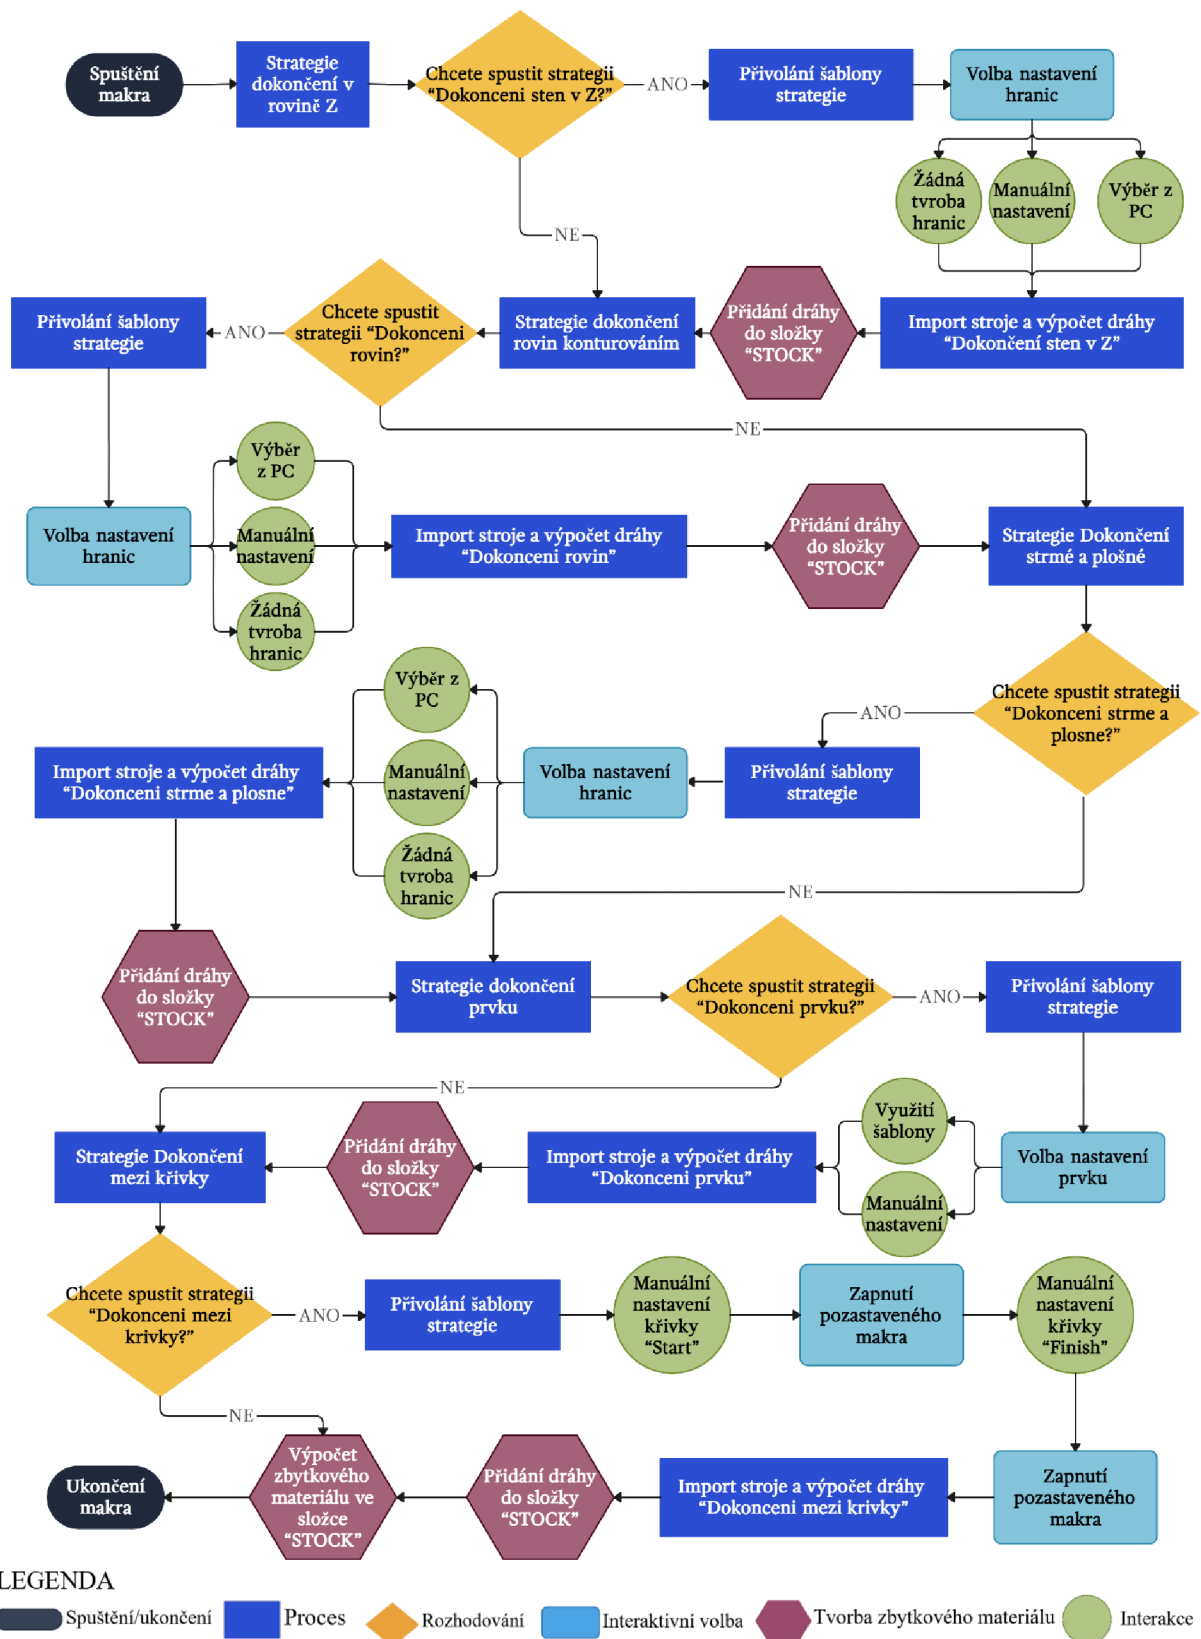 Spuštění
makra
Strategie
dokončení v
rovině Z
Chcete spustit strategii
“Dokonceni sten v Z?”
ANO
Přivolání šablony
strategie
Volba nastavení
hranic
Žádná
tvroba
hranic
Manuální
nastavení
Výběr z
PC
NE
Přivolání šablony
strategie
ANO
Chcete spustit
strategii “Dokonceni
rovin?”
Strategie dokončení
rovin konturováním
Přidání dráhy
do složky
“STOCK”
Import stroje a výpočet dráhy
“Dokončení sten v Z”
NE
Volba nastavení
hranic
Výběr
z PC
Manuální
nastavení
Žádná
tvroba
hranic
Import stroje a výpočet dráhy
“Dokonceni rovin”
Přidání dráhy
do složky
“STOCK”
Strategie Dokončení
strmé a plošné
Chcete spustit strategii
“Dokonceni strme a
plosne?”
ANO
Přivolání šablony
strategie
Volba nastavení
hranic
Výběr z
PC
Manuální
nastavení
Žádná
tvroba
hranic
Import stroje a výpočet dráhy
“Dokonceni strme a plosne”
NE
Přidání dráhy
do složky
“STOCK”
Strategie dokončení
prvku
Chcete spustit strategii
“Dokonceni prvku?”
ANO
Přivolání šablony
strategie
NE
Strategie Dokončení
mezi křivky
Přidání dráhy
do složky
“STOCK”
Import stroje a výpočet dráhy
“Dokonceni prvku”
Využití
šablony
Manuální
nastavení
Volba nastavení
prvku
Chcete spustit strategii
“Dokonceni mezi
krivky?”
ANO
Přivolání šablony
strategie
Manuální
nastavení
křivky
“Start”
Zapnutí
pozastaveného
makra
Manuální
nastavení
křivky
“Finish”
NE
Ukončení
makra
Výpočet
zbytkového
materiálu ve
složce
“STOCK”
Přidání dráhy
do složky
“STOCK”
Import stroje a výpočet dráhy
“Dokonceni mezi krivky”
Zapnutí
pozastaveného
makra
LEGENDA
Spuštění/ukončení
Proces
Rozhodování
Interaktivní volba
Tvorba zbytkového materiálu
Interakce